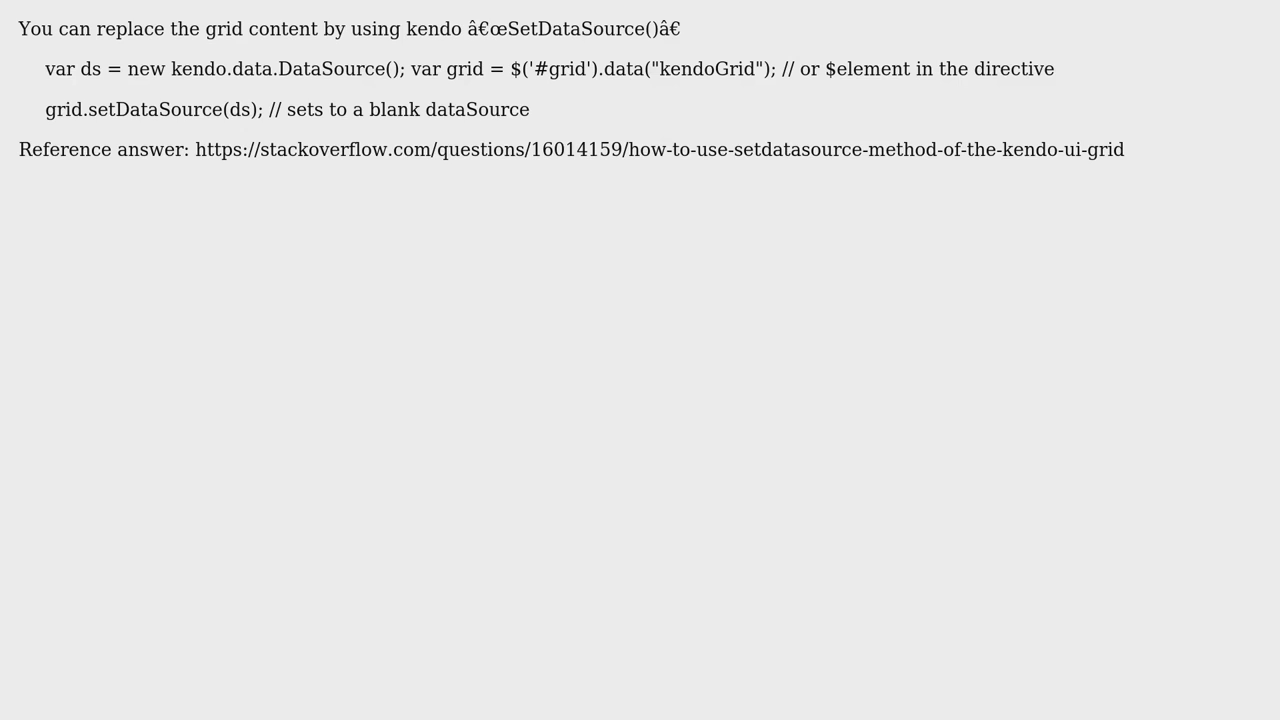 You can replace the grid content by using kendo â€œSetDataSource()â€
var ds = new kendo.data.DataSource(); var grid = $('#grid').data("kendoGrid"); // or $element in the directive
grid.setDataSource(ds); // sets to a blank dataSource
Reference answer: https://stackoverflow.com/questions/16014159/how-to-use-setdatasource-method-of-the-kendo-ui-grid